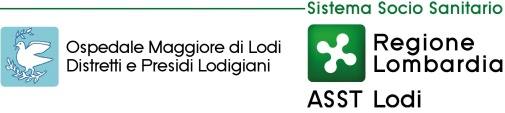 Sistema Socio Sanitario
Ospedale Maggiore di Lodi
Distretti e Presidi Lodigiani
Regione
Lombardia
ASST Lodi